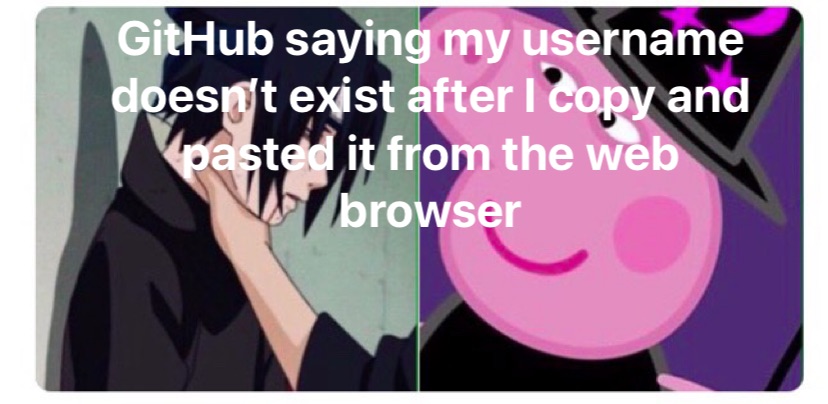 GitHub saying my username
doesn’t exist after I copy and
pasted it from the web
browser